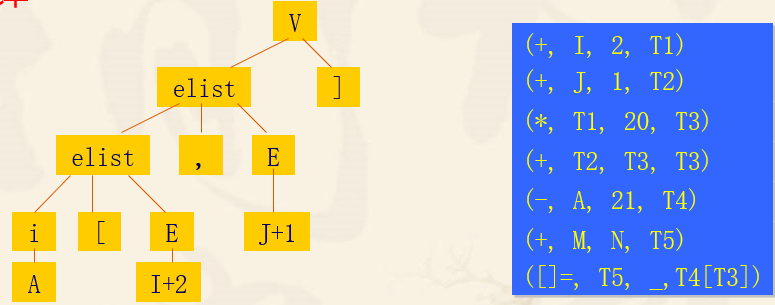 V
elist ]
elist , E
i [ E J+1
A I+2
(+, I, 2, T1)
(+, J, 1, T2)
(*, T1, 20, T3)
(+, T2, T3, T3)
(-, A, 21, T4)
(+, M, N, T5)
([]=, T5, _,T4[T3])